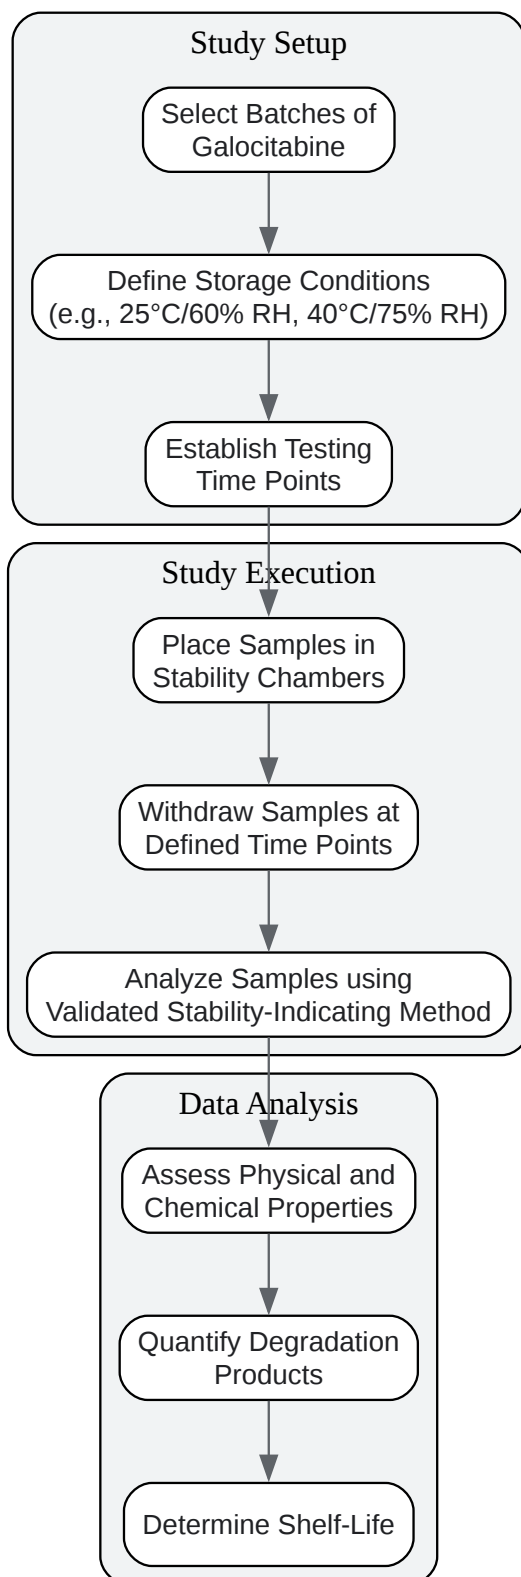 Study Setup
Select Batches of
Galocitabine
Define Storage Conditions
(e.g., 25°C/60% RH, 40°C/75% RH)
Establish Testing
Time Points
Study Execution
Place Samples in
Stability Chambers
Withdraw Samples at
Defined Time Points
Analyze Samples using
Validated Stability-Indicating Method
Data Analysis
Assess Physical and
Chemical Properties
Quantify Degradation
Products
Determine Shelf-Life